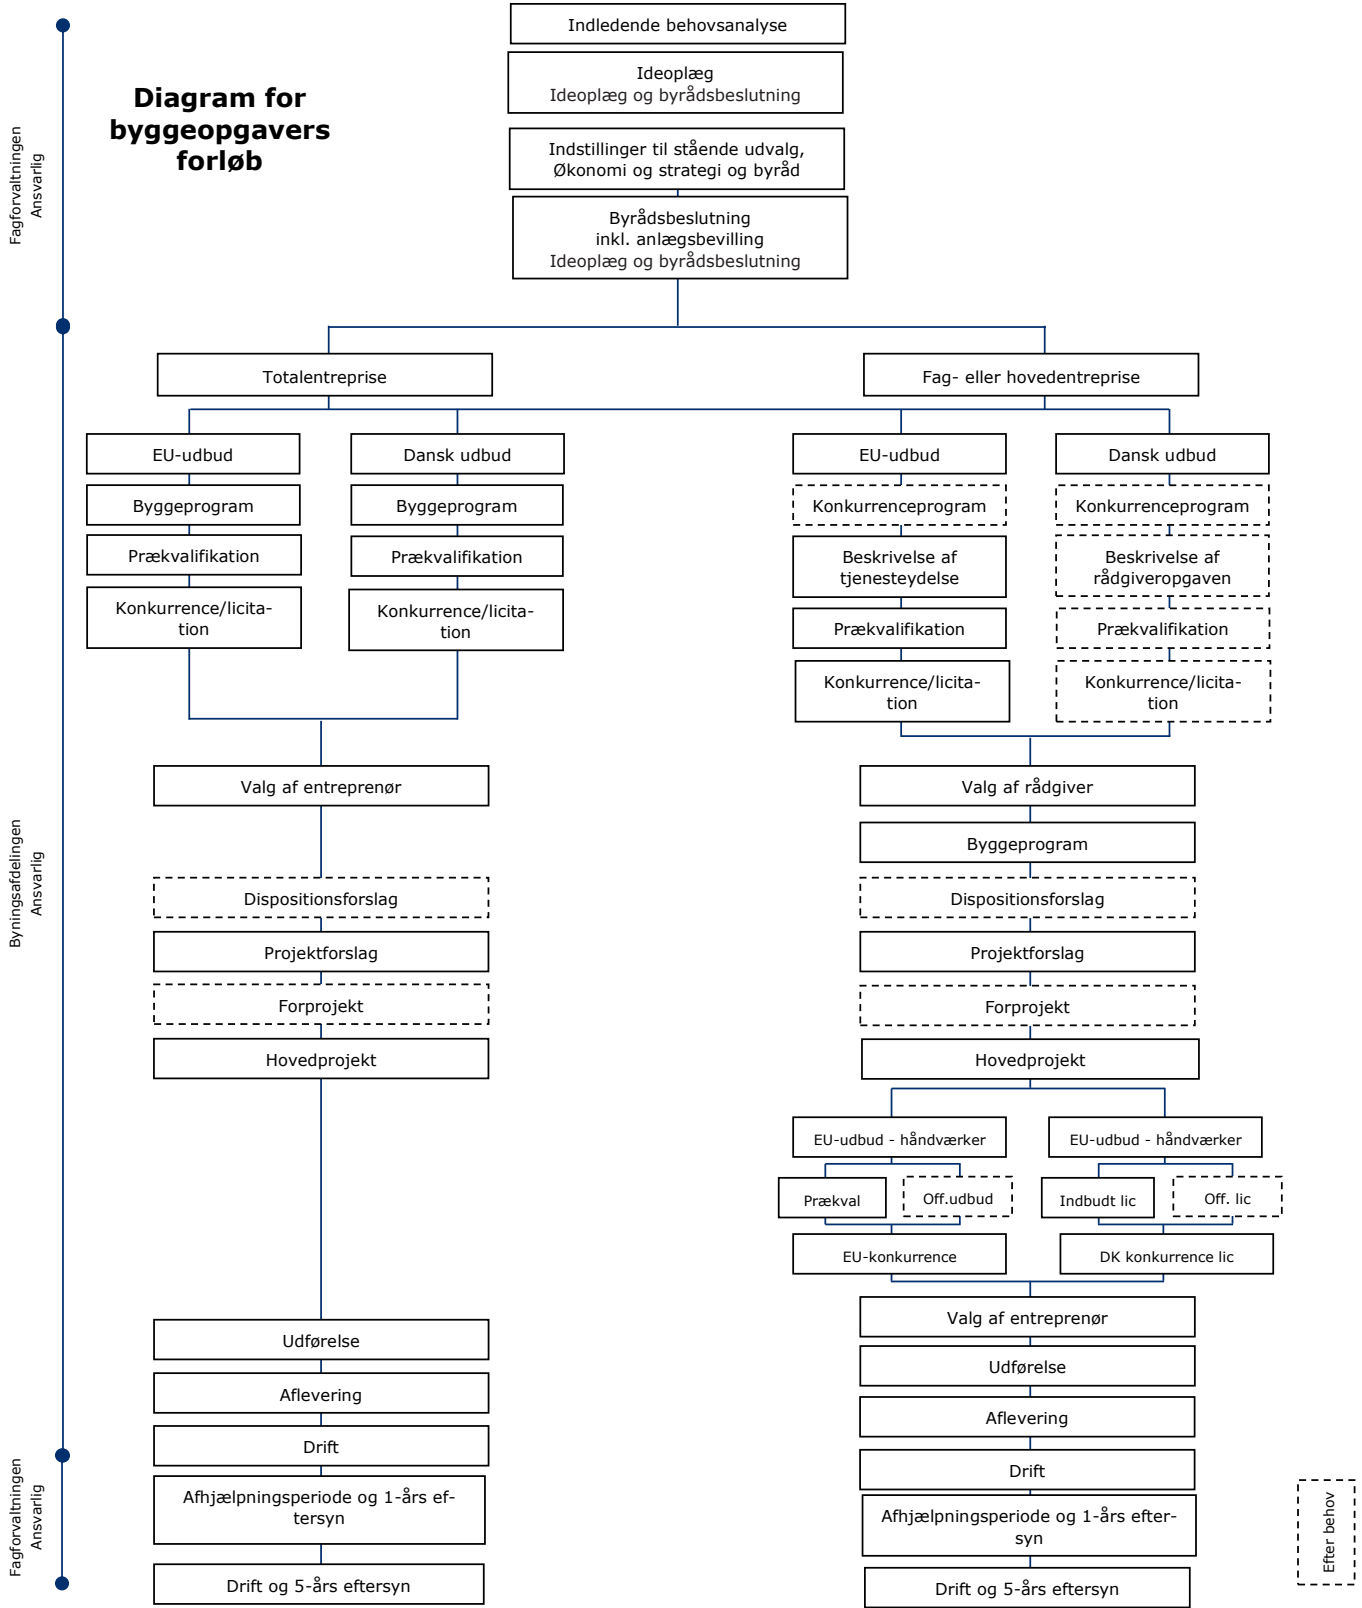 Indledende behovsanalyse
Diagram for
byggeopgavers
forløb
Ideoplæg
Ideoplæg og byrådsbeslutning
Indstillinger til stående udvalg,
Økonomi og strategi og byråd
Byrådsbeslutning
inkl. anlægsbevilling
Ideoplæg og byrådsbeslutning
Fagforvaltningen
Ansvarlig
Totalentreprise
Fag- eller hovedentreprise
EU-udbud
Dansk udbud
EU-udbud
Dansk udbud
Byggeprogram
Byggeprogram
Konkurrenceprogram
Konkurrenceprogram
Prækvalifikation
Prækvalifikation
Beskrivelse af
tjenesteydelse
Beskrivelse af
rådgiveropgaven
Konkurrence/licita-
tion
Konkurrence/licita-
tion
Prækvalifikation
Prækvalifikation
Konkurrence/licita-
tion
Konkurrence/licita-
tion
Valg af entreprenør
Valg af rådgiver
Byggeprogram
Byningsafdelingen
Ansvarlig
Dispositionsforslag
Dispositionsforslag
Projektforslag
Projektforslag
Forprojekt
Forprojekt
Hovedprojekt
Hovedprojekt
EU-udbud - håndværker
EU-udbud - håndværker
Prækval
Off.udbud
Indbudt lic
Off. lic
EU-konkurrence
DK konkurrence lic
Valg af entreprenør
Udførelse
Udførelse
Aflevering
Aflevering
Drift
Drift
Afhjælpningsperiode og 1-års ef-
tersyn
Afhjælpningsperiode og 1-års efter-
syn
Drift og 5-års eftersyn
Drift og 5-års eftersyn
Fagforvaltningen
Ansvarlig
Efter behov